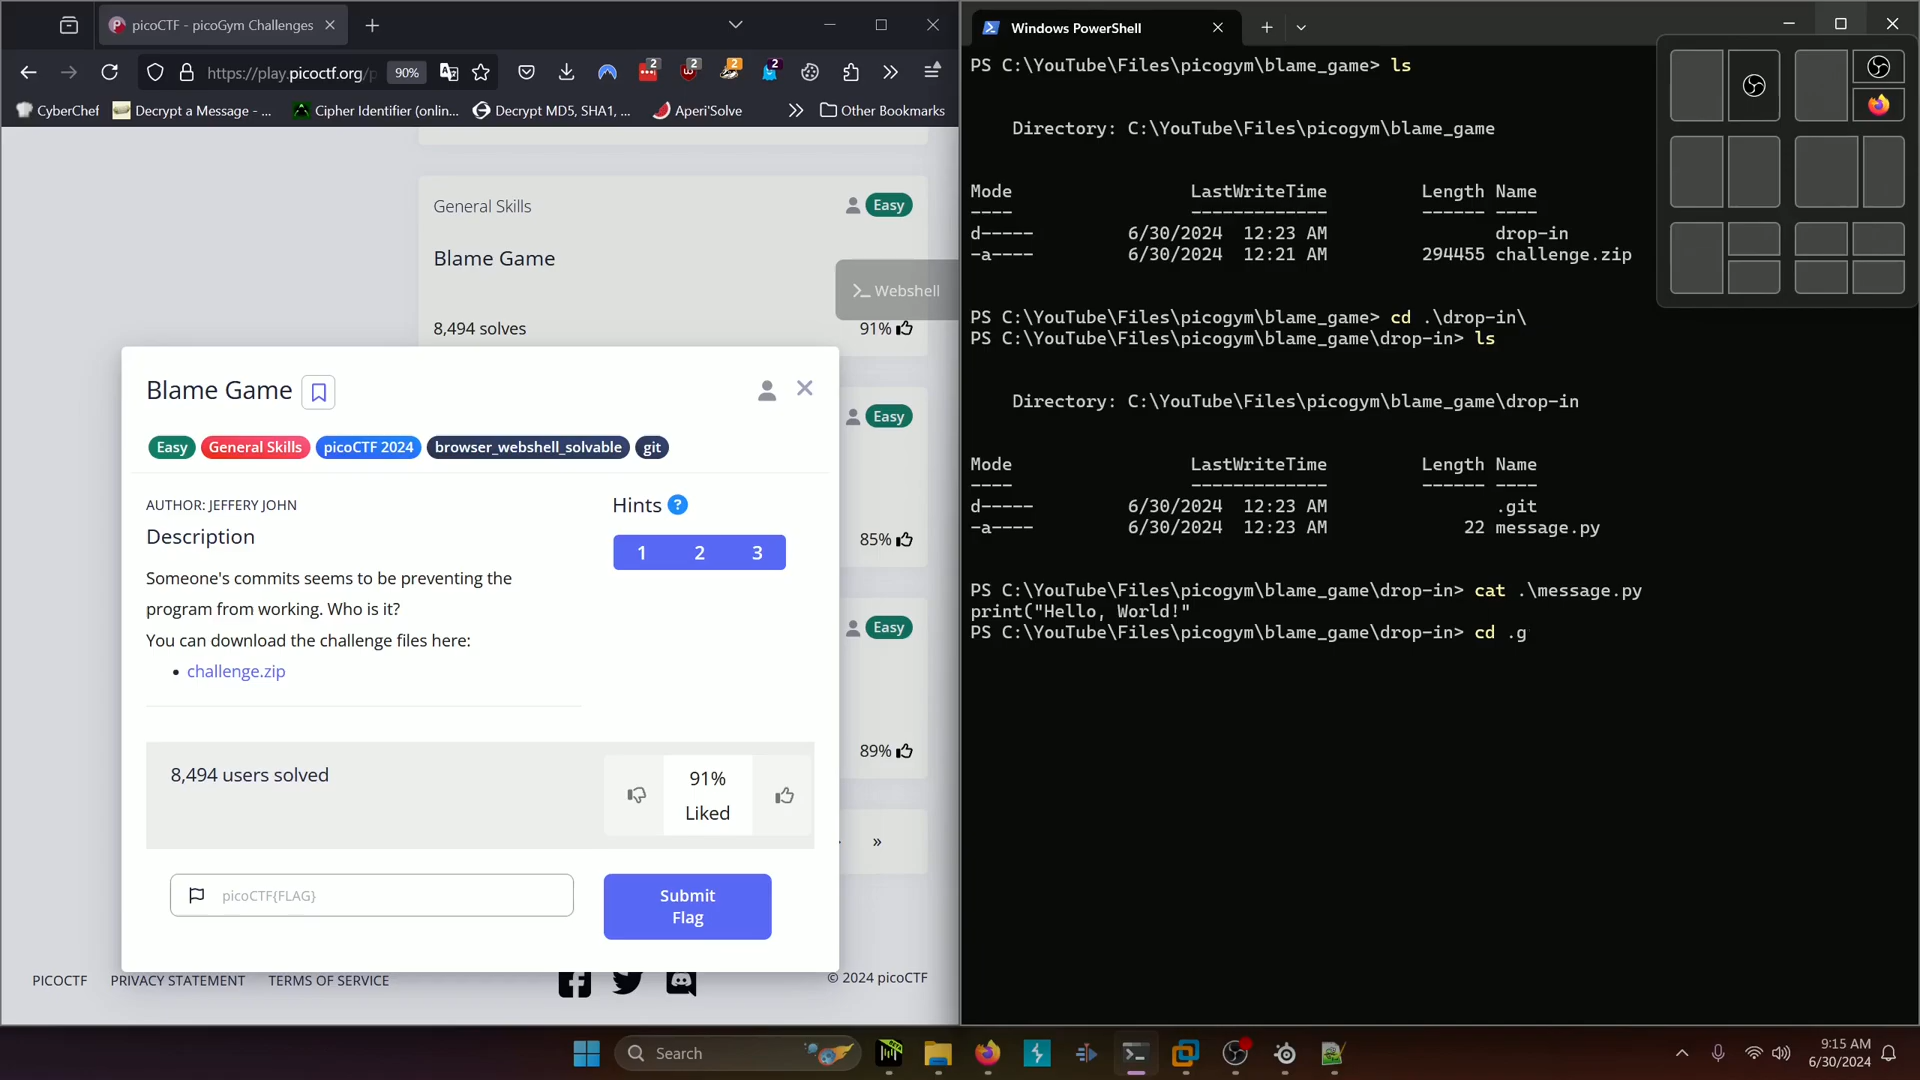 picoCTF - picoGym Challenges
https://play.picoctf.org/p
90%
2
2
2
2
CyberChef
Decrypt a Message - ...
Cipher Identifier (onlin...
Decrypt MD5, SHA1, ...
Aperi'Solve
Other Bookmarks
General Skills
Easy
Blame Game
Webshell
8,494 solves
91%
Easy
85%
Easy
89%
»
Blame Game
Easy
General Skills
picoCTF 2024
browser_webshell_solvable
git
AUTHOR: JEFFERY JOHN
Description
Someone's commits seems to be preventing the
program from working. Who is it?
You can download the challenge files here:
• challenge.zip
Hints ?
1 2 3
8,494 users solved
91%
Liked
picoCTF{FLAG}
Submit
Flag
PICOCTF
PRIVACY STATEMENT
TERMS OF SERVICE
© 2024 picoCTF
Windows PowerShell
PS C:\YouTube\Files\picogym\blame_game> ls
Directory: C:\YouTube\Files\picogym\blame_game
Mode LastWriteTime Length Name
---- ------------- ------ ----
d----- 6/30/2024 12:23 AM drop-in
-a---- 6/30/2024 12:21 AM 294455 challenge.zip
PS C:\YouTube\Files\picogym\blame_game> cd .\drop-in\
PS C:\YouTube\Files\picogym\blame_game\drop-in> ls
Directory: C:\YouTube\Files\picogym\blame_game\drop-in
Mode LastWriteTime Length Name
---- ------------- ------ ----
d----- 6/30/2024 12:23 AM .git
-a---- 6/30/2024 12:23 AM 22 message.py
PS C:\YouTube\Files\picogym\blame_game\drop-in> cat .\message.py
print("Hello, World!"
PS C:\YouTube\Files\picogym\blame_game\drop-in> cd .g
Search
9:15 AM
6/30/2024